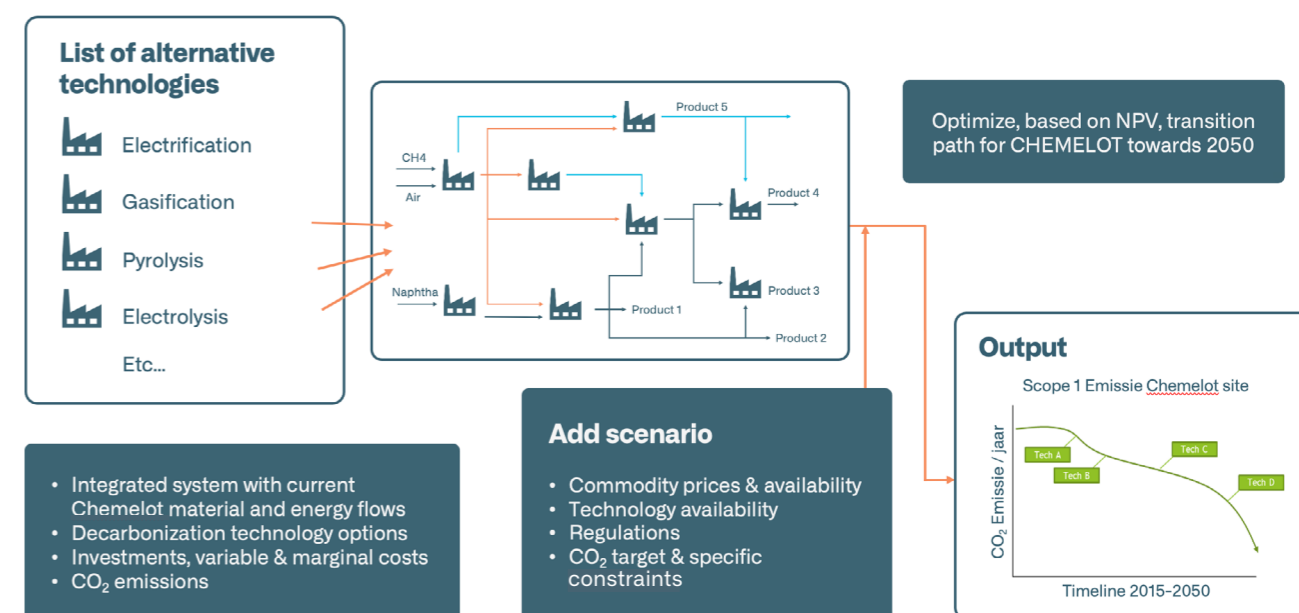 List of alternative
technologies
Electrification
Gasification
Pyrolysis
Electrolysis
Etc...
CH4
Air
Naphtha
Product 5
Product 4
Product 3
Product 1
Product 2
Optimize, based on NPV, transition
path for CHEMELOT towards 2050
• Integrated system with current
Chemelot material and energy flows
• Decarbonization technology options
• Investments, variable & marginal costs
• CO₂ emissions
Add scenario
• Commodity prices & availability
• Technology availability
• Regulations
• CO₂ target & specific
constraints
Output
Scope 1 Emissie Chemelot site
CO₂ Emissie / jaar
Tech A
Tech B
Tech C
Tech D
Timeline 2015-2050